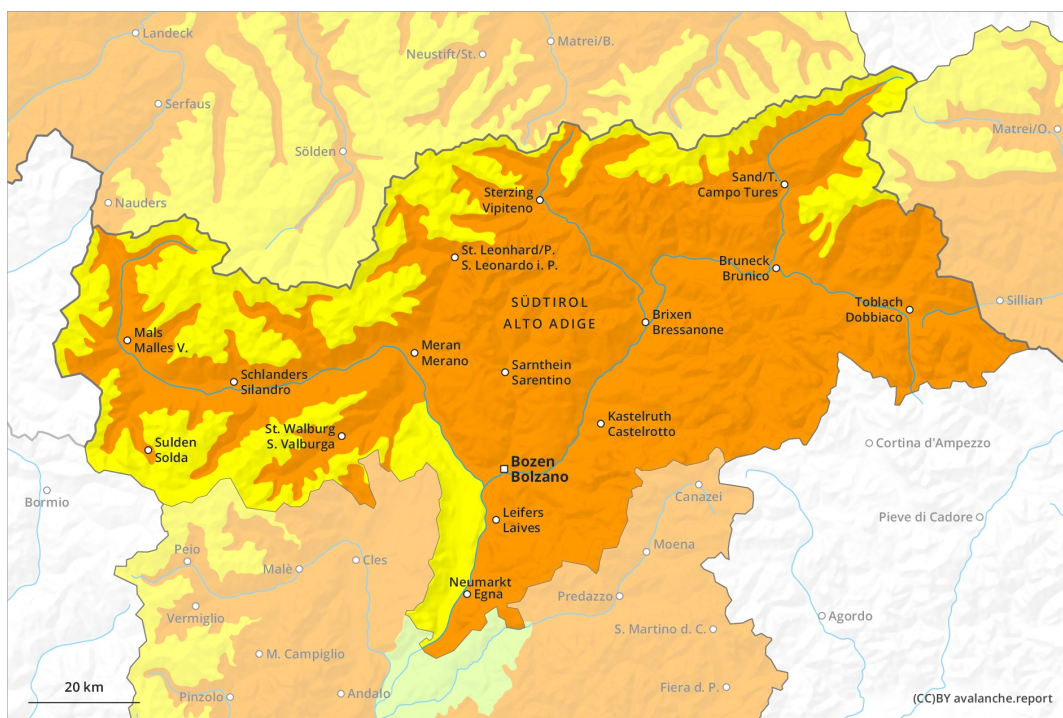 Landeck
Matrei/B.
Neustift/St.
Serfaus
Matrei/O.
Sölden
Sand/T.
Campo Tures
Sterzing
Vipiteno
Nauders
St. Leonhard/P.
S. Leonardo i. P.
Bruneck
Brunico
SÜDTIROL
ALTO ADIGE
Toblach
Dobbiaco
Sillian
Brixen
Bressanone
Mals
Malles V.
Meran
Merano
Sarnthein
Sarentino
Schlanders
Silandro
Kastelruth
Castelrotto
St. Walburg
S. Valburga
Sulden
Solda
Cortina d'Ampezzo
Bozen
Bolzano
Bormio
Canazei
Leifers
Laives
Pieve di Cadore
Moena
Peio
Cles
Malè
Neumarkt
Egna
Predazzo
Vermiglio
Agordo
S. Martino d. C.
M. Campiglio
20 km
Pinzolo
Andalo
Fiera d. P.
(CC)BY avalanche.report